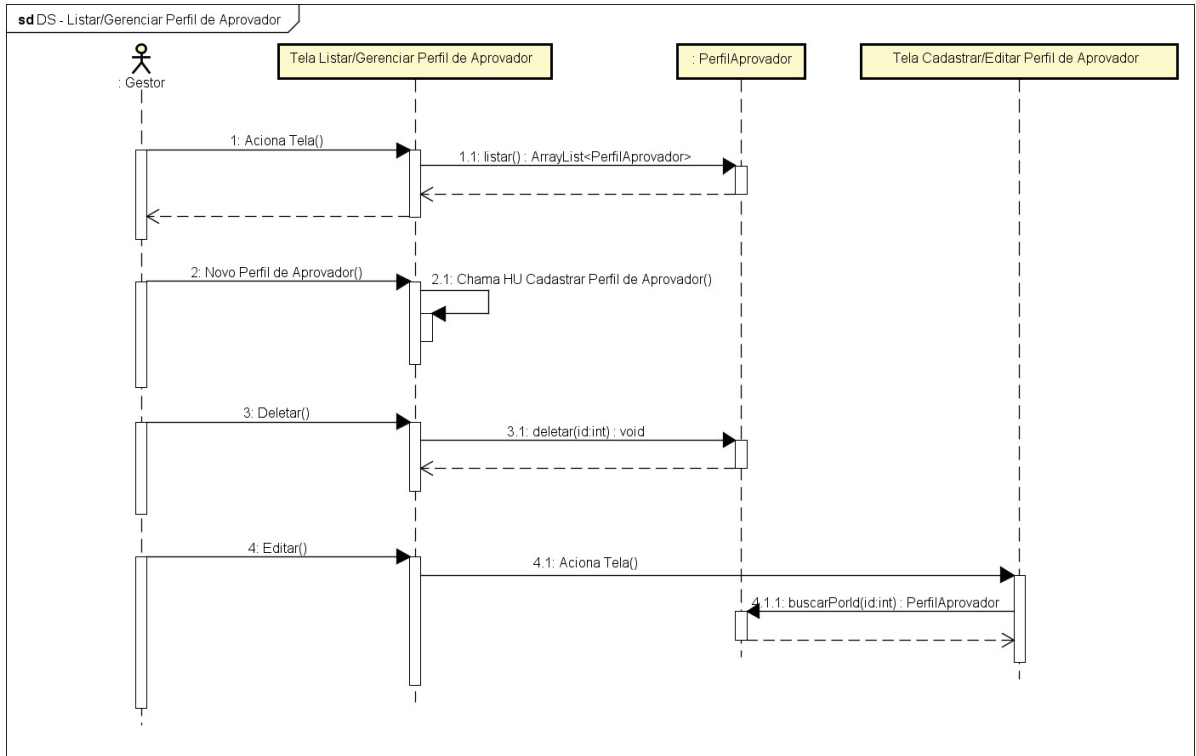 sd DS - Listar/Gerenciar Perfil de Aprovador
: Gestor
Tela Listar/Gerenciar Perfil de Aprovador
: PerfilAprovador
Tela Cadastrar/Editar Perfil de Aprovador
1: Aciona Tela()
1.1: listar() : ArrayList<PerfilAprovador>
2: Novo Perfil de Aprovador()
2.1: Chama HU Cadastrar Perfil de Aprovador()
3: Deletar()
3.1: deletar(id:int) : void
4: Editar()
4.1: Aciona Tela()
4.1.1: buscarPorId(id:int) : PerfilAprovador